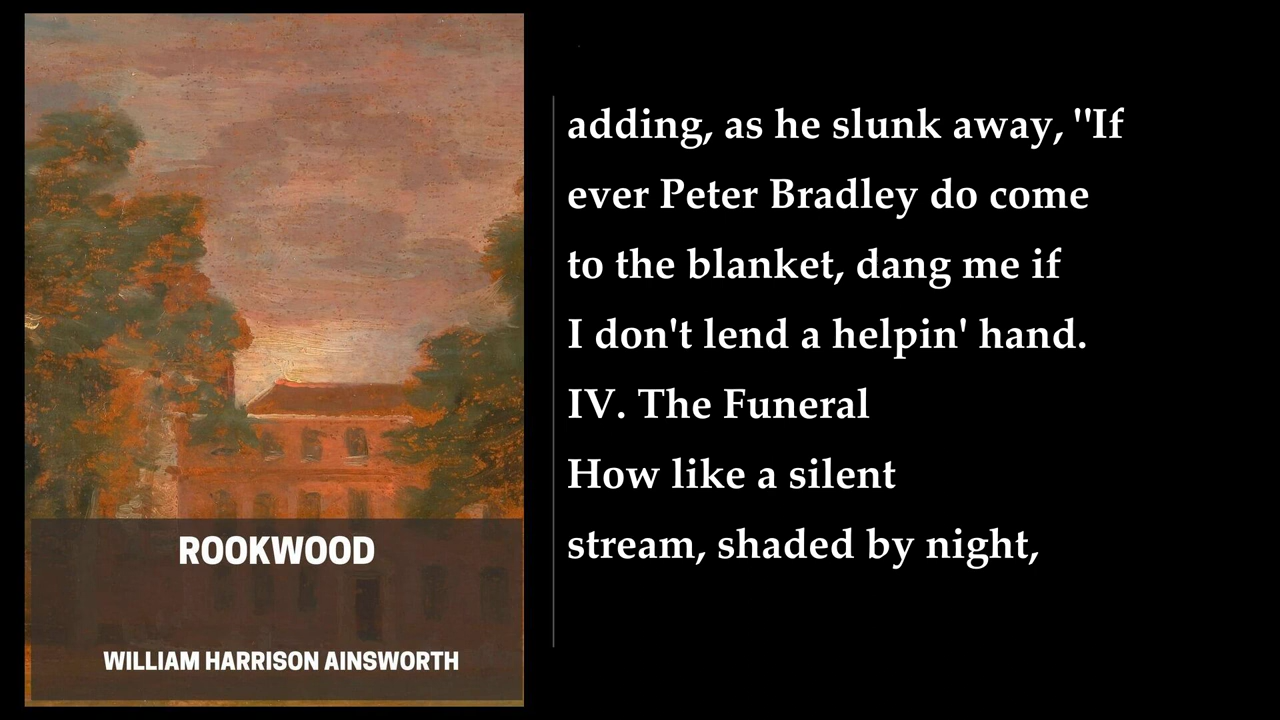 ROOKWOOD
WILLIAM HARRISON AINSWORTH
adding, as he slunk away, "If
ever Peter Bradley do come
to the blanket, dang me if
I don't lend a helpin' hand.
IV. The Funeral
How like a silent
stream, shaded by night,